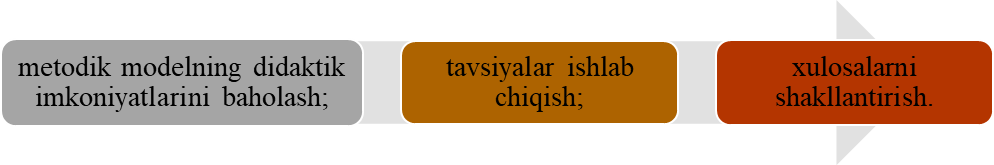 metodik modelning didaktik
imkoniyatlarini baholash;
tavsiyalar ishlab
chiqish;
xulosalarni
shakllantirish.